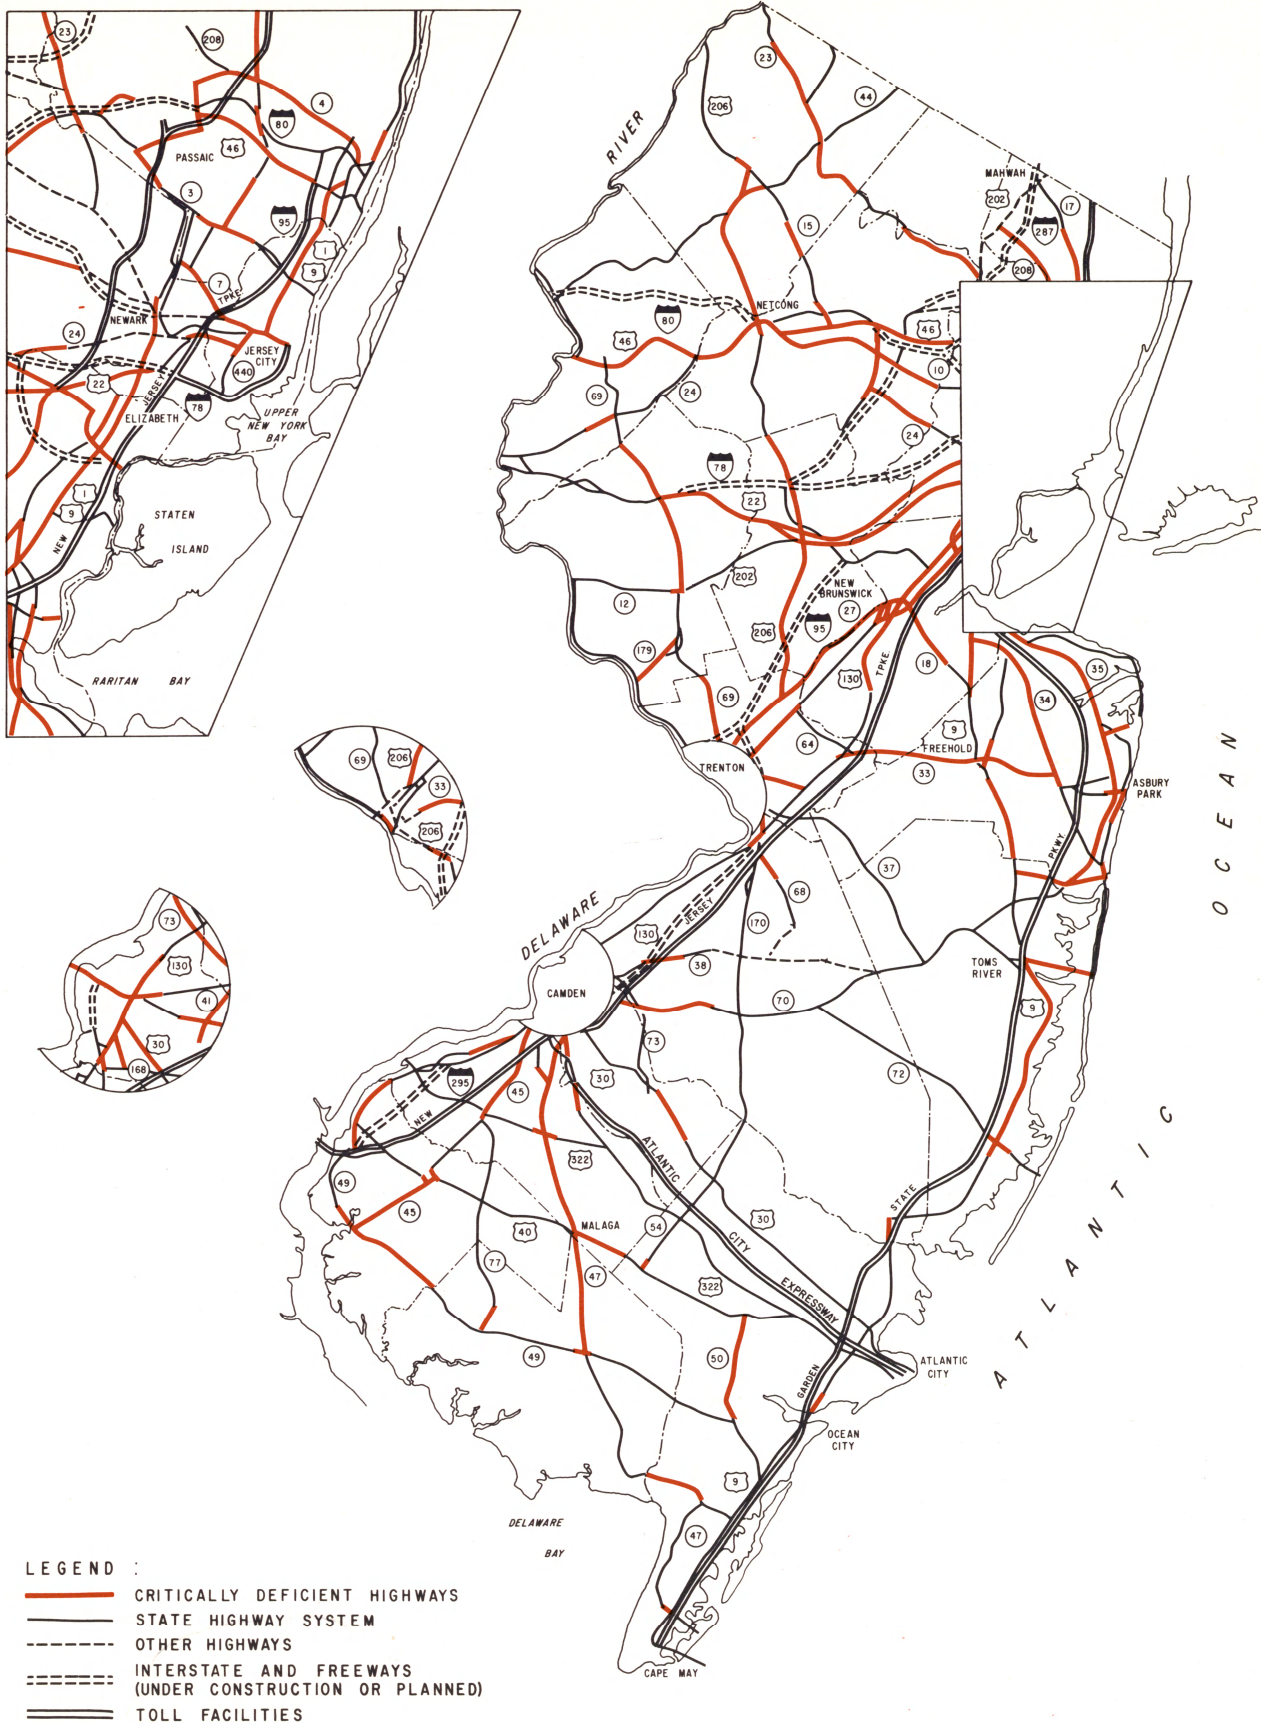 23
208
4
80
46
PASSAIC
3
95
1
9
7
TPKE.
NEWARK
24
JERSEY
CITY
440
22
JERSEY
78
ELIZABETH
UPPER
NEW YORK
BAY
1
9
NEW
STATEN
ISLAND
RARITAN BAY
23
206
44
RIVER
MAHWAH
202
17
287
208
15
NETCONG
80
46
46
10
69
24
24
78
22
202
NEW
BRUNSWICK
27
12
95
206
179
130
TPKE.
18
35
69
34
9
FREEHOLD
64
33
TRENTON
ASBURY
PARK
PKWY
37
68
170
JERSEY
130
38
DELAWARE
CAMDEN
70
TOMS
RIVER
9
73
30
72
295
45
NEW
322
ATLANTIC
49
45
40
MALAGA
54
30
STATE
CITY
77
47
322
EXPRESSWAY
49
50
GARDEN
ATLANTIC
CITY
OCEAN
CITY
9
DELAWARE
BAY
47
CAPE MAY
ATLANTIC
OCEAN
69
206
33
206
73
130
41
30
168
LEGEND :
CRITICALLY DEFICIENT HIGHWAYS
STATE HIGHWAY SYSTEM
OTHER HIGHWAYS
INTERSTATE AND FREEWAYS
(UNDER CONSTRUCTION OR PLANNED)
TOLL FACILITIES